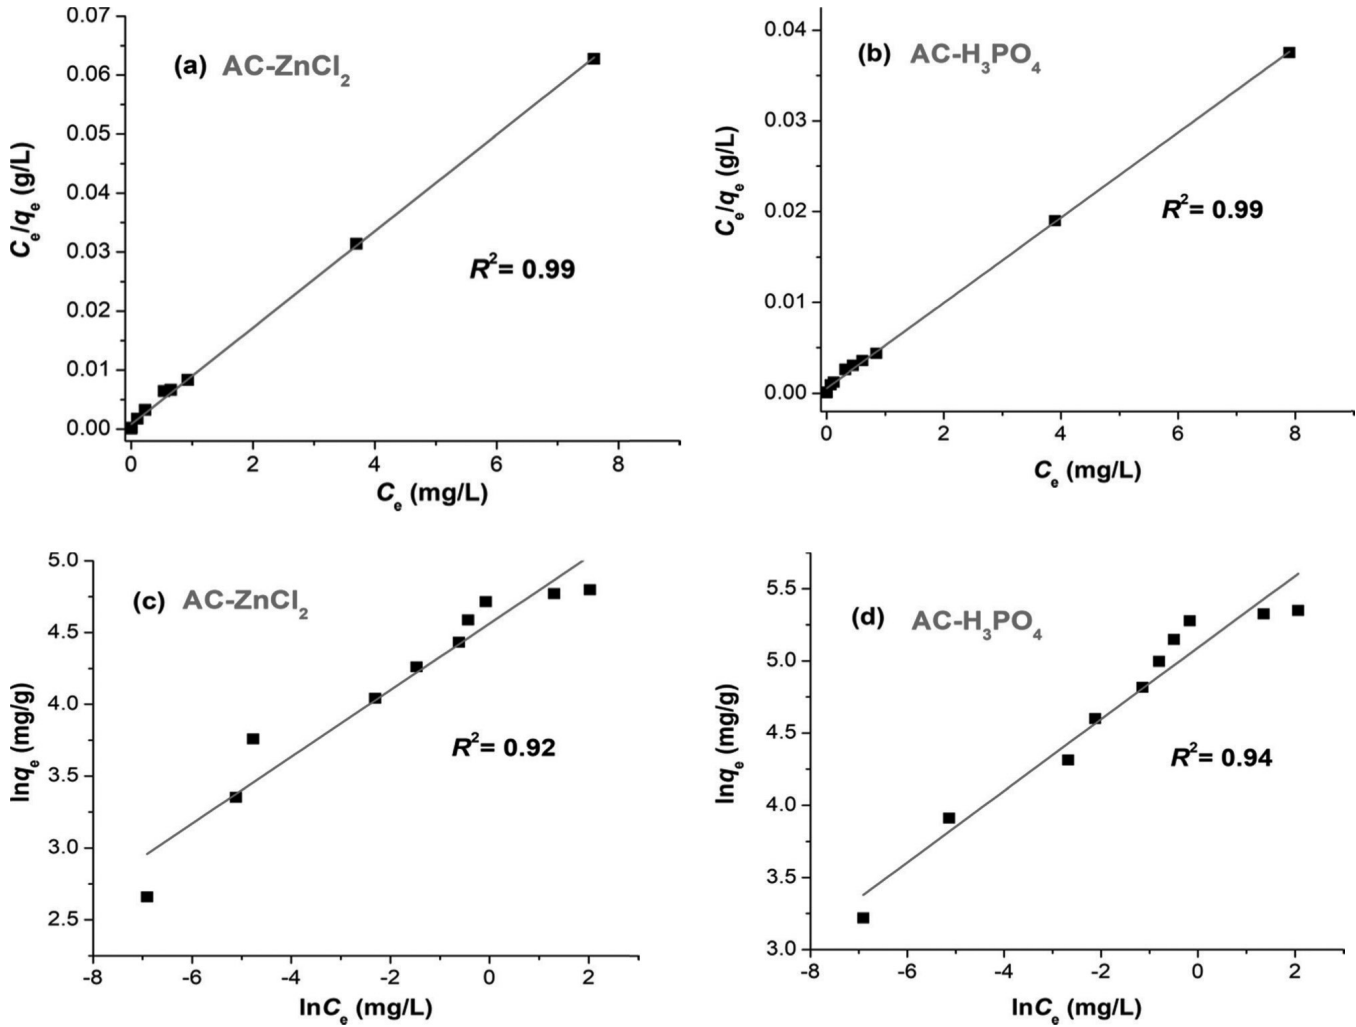 (a) AC-ZnCl2
0.07
0.06
0.05
0.04
0.03
0.02
0.01
0.00
Ce/qe (g/L)
R2= 0.99
0 2 4 6 8
Ce (mg/L)
(b) AC-H3PO4
0.04
0.03
0.02
0.01
0.00
Ce/qe (g/L)
R2= 0.99
0 2 4 6 8
Ce (mg/L)
(c) AC-ZnCl2
5.0
4.5
4.0
3.5
3.0
2.5
lnqe (mg/g)
R2= 0.92
-8 -6 -4 -2 0 2
lnCe (mg/L)
(d) AC-H3PO4
5.5
5.0
4.5
4.0
3.5
3.0
lnqe (mg/g)
R2= 0.94
-8 -6 -4 -2 0 2
lnCe (mg/L)